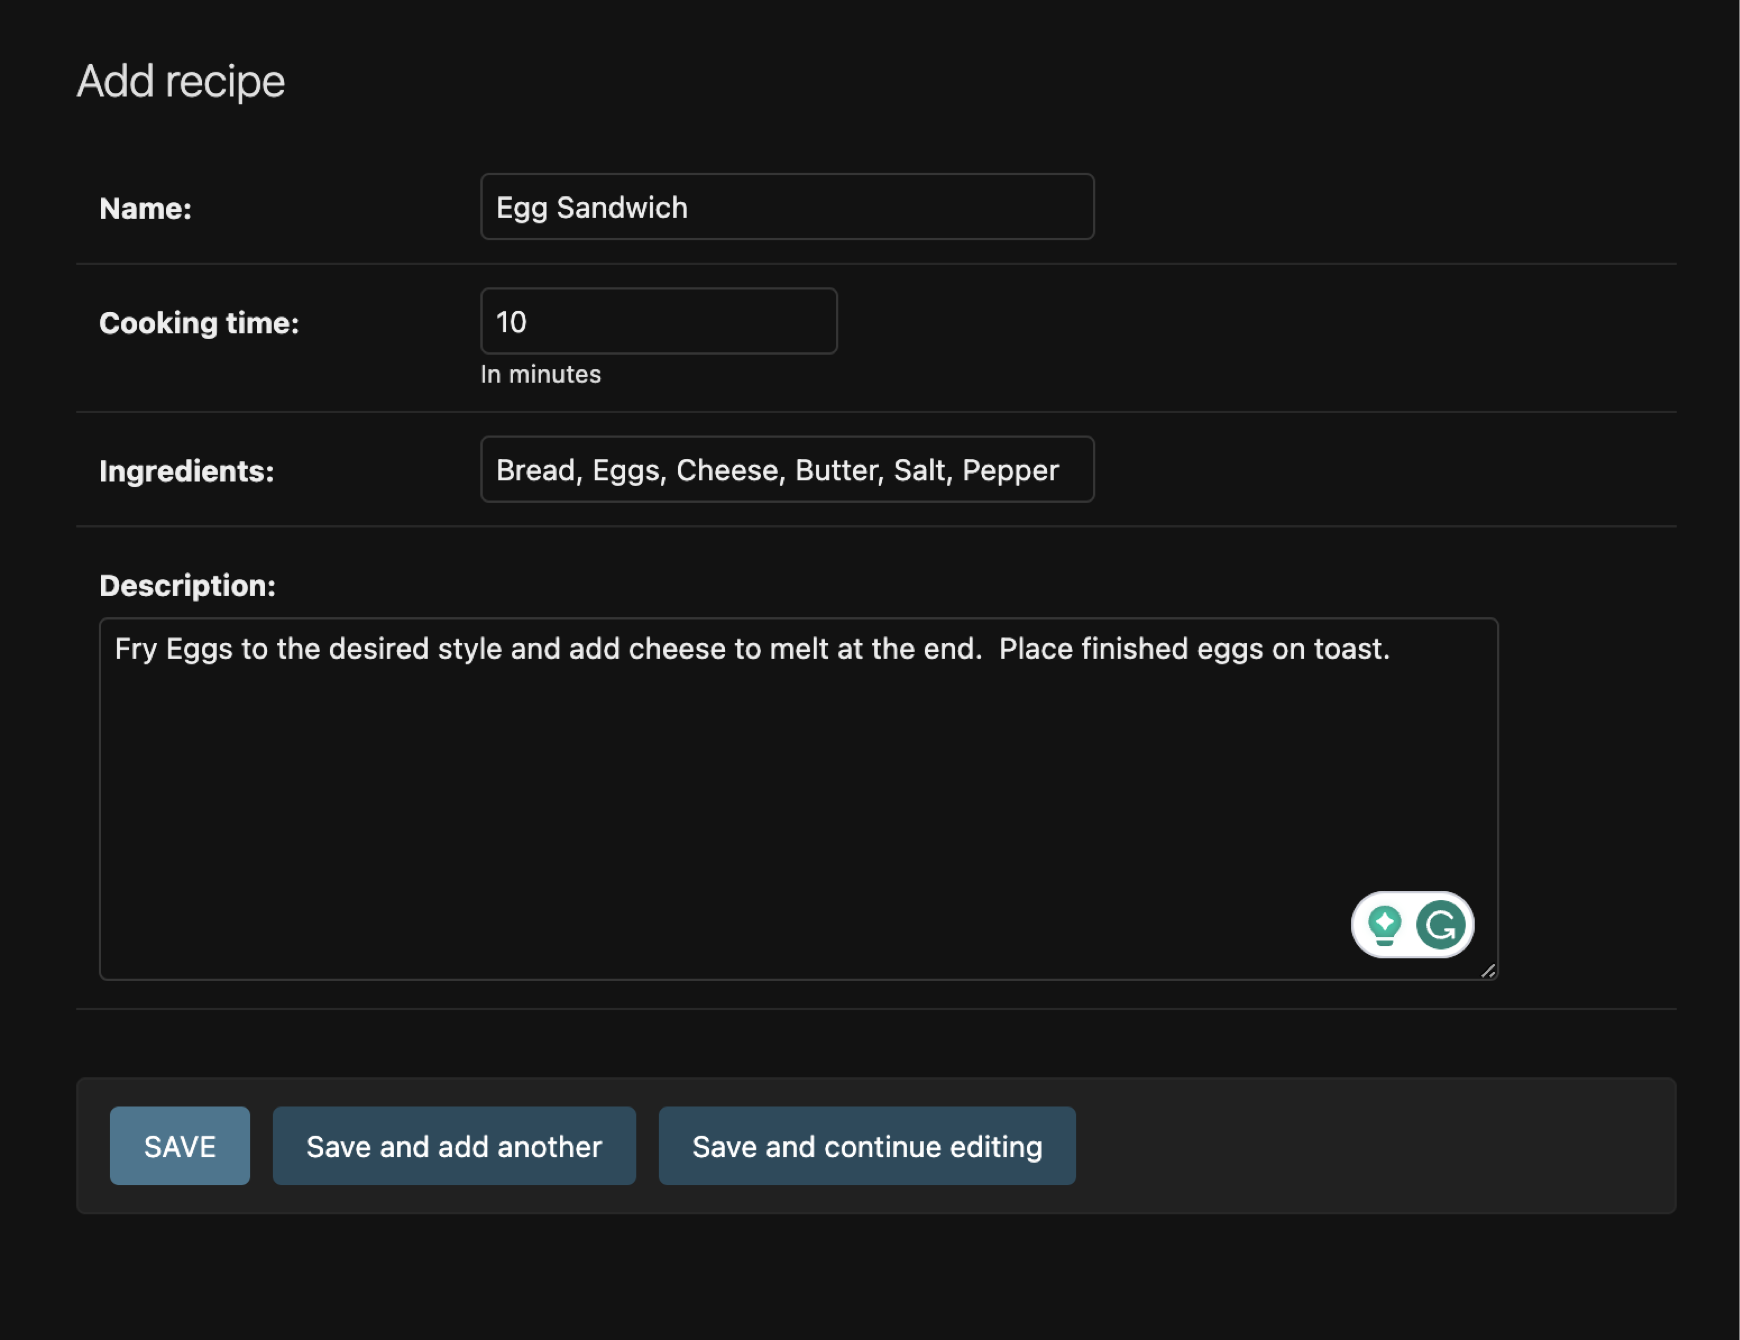 Add recipe
Name:
Egg Sandwich
Cooking time:
10
In minutes
Ingredients:
Bread, Eggs, Cheese, Butter, Salt, Pepper
Description:
Fry Eggs to the desired style and add cheese to melt at the end.  Place finished eggs on toast.
SAVE
Save and add another
Save and continue editing